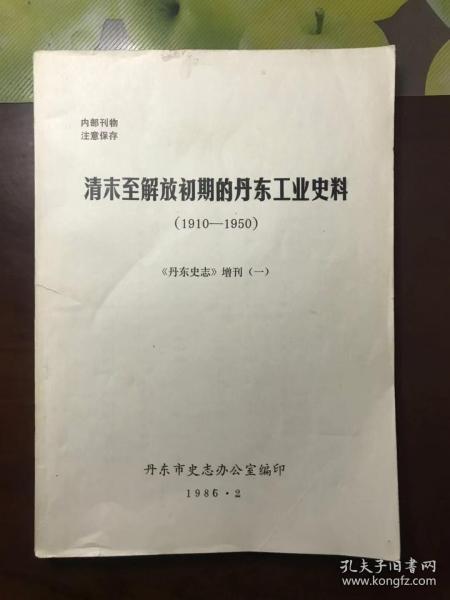 内部刊物
注意保存
清末至解放初期的丹东工业史料
(1910—1950)
《丹东史志》增刊(一)
丹东市史志办公室编印
1986·2
孔夫子旧书网
www.kongfz.com